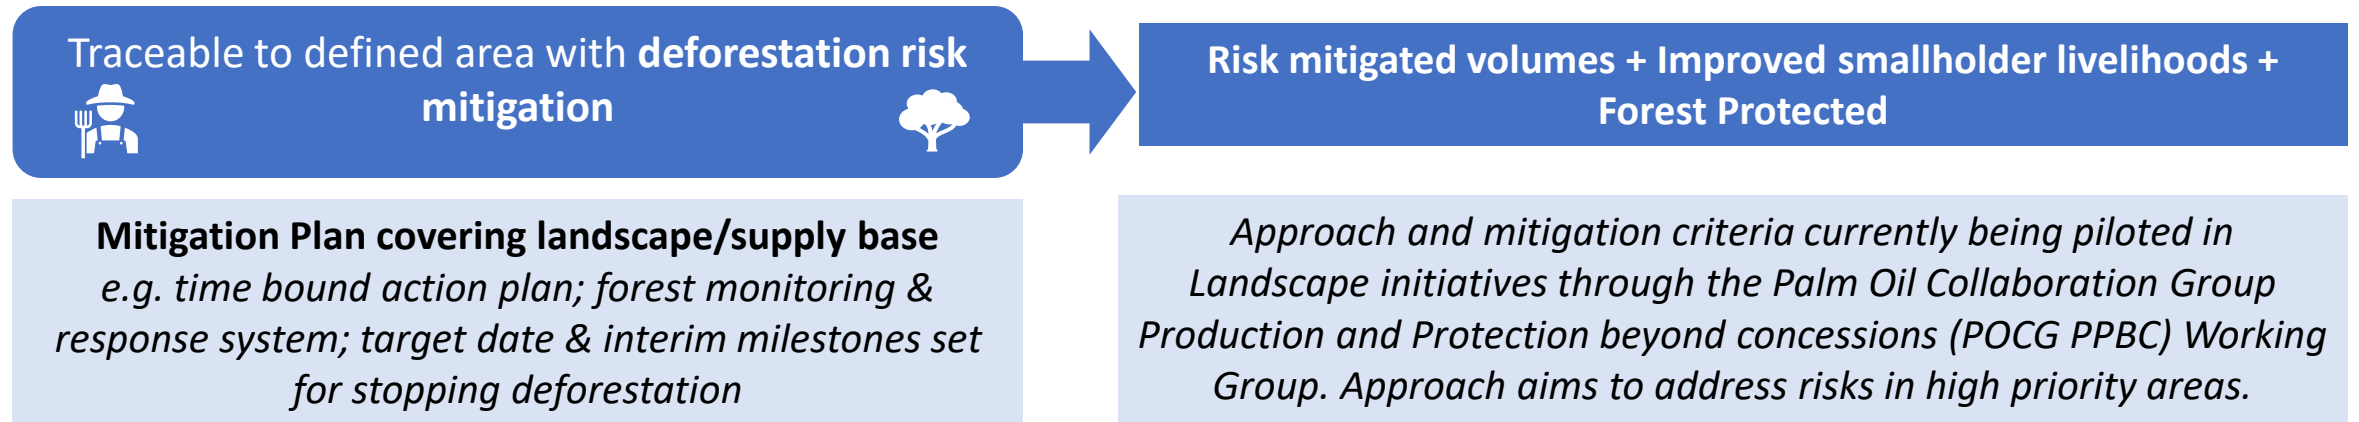 Traceable to defined area with deforestation risk
mitigation
Risk mitigated volumes + Improved smallholder livelihoods +
Forest Protected
Mitigation Plan covering landscape/supply base
e.g. time bound action plan; forest monitoring &
response system; target date & interim milestones set
for stopping deforestation
Approach and mitigation criteria currently being piloted in
Landscape initiatives through the Palm Oil Collaboration Group
Production and Protection beyond concessions (POCG PPBC) Working
Group. Approach aims to address risks in high priority areas.